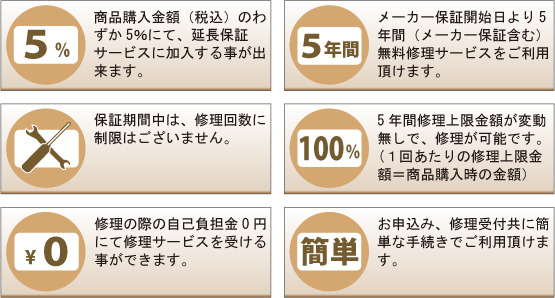 5%
商品購入金額（税込）のわ
ずか5%にて、延長保証
サービスに加入する事が出
来ます。
5年間
メーカー保証開始日より5
年間（メーカー保証含む）
無料修理サービスをご利用
頂けます。
保証期間中は、修理回数に
制限はございません。
100%
5年間修理上限金額が変動
無しで、修理が可能です。
（1回あたりの修理上限金
額＝商品購入時の金額）
¥0
修理の際の自己負担金0円
にて修理サービスを受ける
事ができます。
簡単
お申込み、修理受付共に簡
単な手続きでご利用頂けま
す。